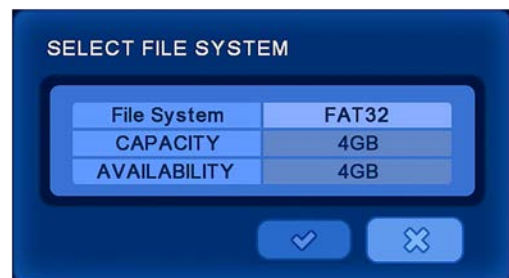 SELECT FILE SYSTEM
File System FAT32
CAPACITY 4GB
AVAILABILITY 4GB